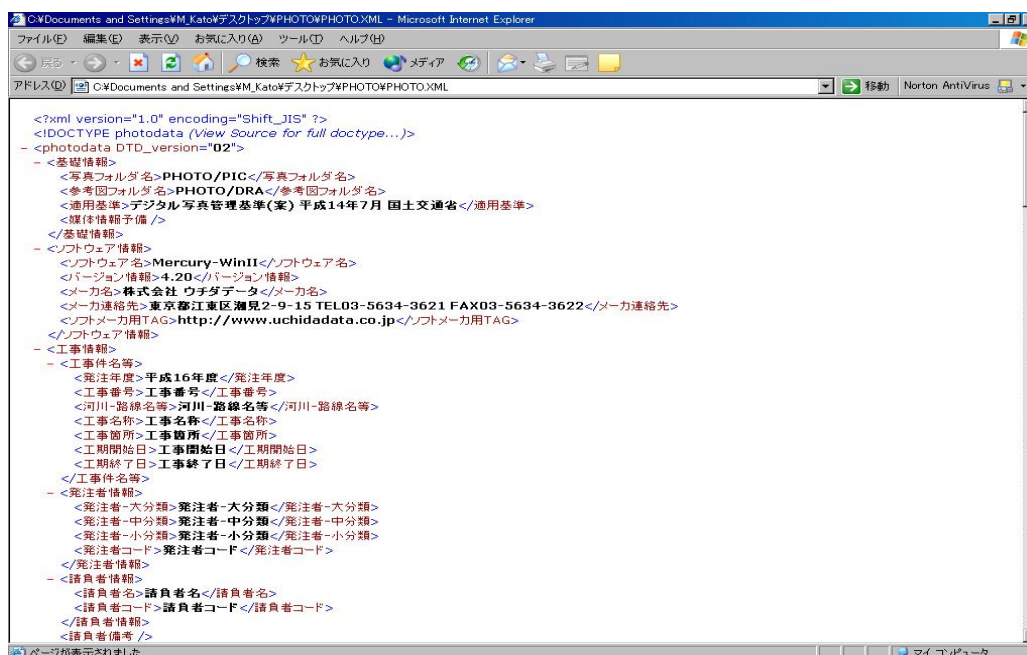 C:¥Documents and Settings¥M_Kato¥デスクトップ¥PHOTO¥PHOTO.XML - Microsoft Internet Explorer
ファイル(F) 編集(E) 表示(V) お気に入り(A) ツール(T) ヘルプ(H)
戻る 検索 お気に入り メディア
アドレス(D) C:¥Documents and Settings¥M_Kato¥デスクトップ¥PHOTO¥PHOTO.XML 移動 Norton AntiVirus
<?xml version="1.0" encoding="Shift_JIS" ?>
<!DOCTYPE photodata (View Source for full doctype...)>
- <photodata DTD_version="02">
- <基礎情報>
<写真フォルダ名>PHOTO/PIC</写真フォルダ名>
<参考図フォルダ名>PHOTO/DRA</参考図フォルダ名>
<適用基準>デジタル写真管理基準(案) 平成14年7月 国土交通省</適用基準>
<媒体情報予備 />
</基礎情報>
- <ソフトウェア情報>
<ソフトウェア名>Mercury-WinII</ソフトウェア名>
<バージョン情報>4.20</バージョン情報>
<メーカ名>株式会社 ウチダデータ</メーカ名>
<メーカ連絡先>東京都江東区潮見2-9-15 TEL03-5634-3621 FAX03-5634-3622</メーカ連絡先>
<ソフトメーカ用TAG>http://www.uchidadata.co.jp</ソフトメーカ用TAG>
</ソフトウェア情報>
- <工事情報>
- <工事件名等>
<発注年度>平成16年度</発注年度>
<工事番号>工事番号</工事番号>
<河川-路線名等>河川-路線名等</河川-路線名等>
<工事名称>工事名称</工事名称>
<工事箇所>工事箇所</工事箇所>
<工期開始日>工事開始日</工期開始日>
<工期終了日>工事終了日</工期終了日>
</工事件名等>
- <発注者情報>
<発注者-大分類>発注者-大分類</発注者-大分類>
<発注者-中分類>発注者-中分類</発注者-中分類>
<発注者-小分類>発注者-小分類</発注者-小分類>
<発注者コード>発注者コード</発注者コード>
</発注者情報>
- <請負者情報>
<請負者名>請負者名</請負者名>
<請負者コード>請負者コード</請負者コード>
</請負者情報>
<請負者備考 />
ページが表示されました マイ コンピュータ